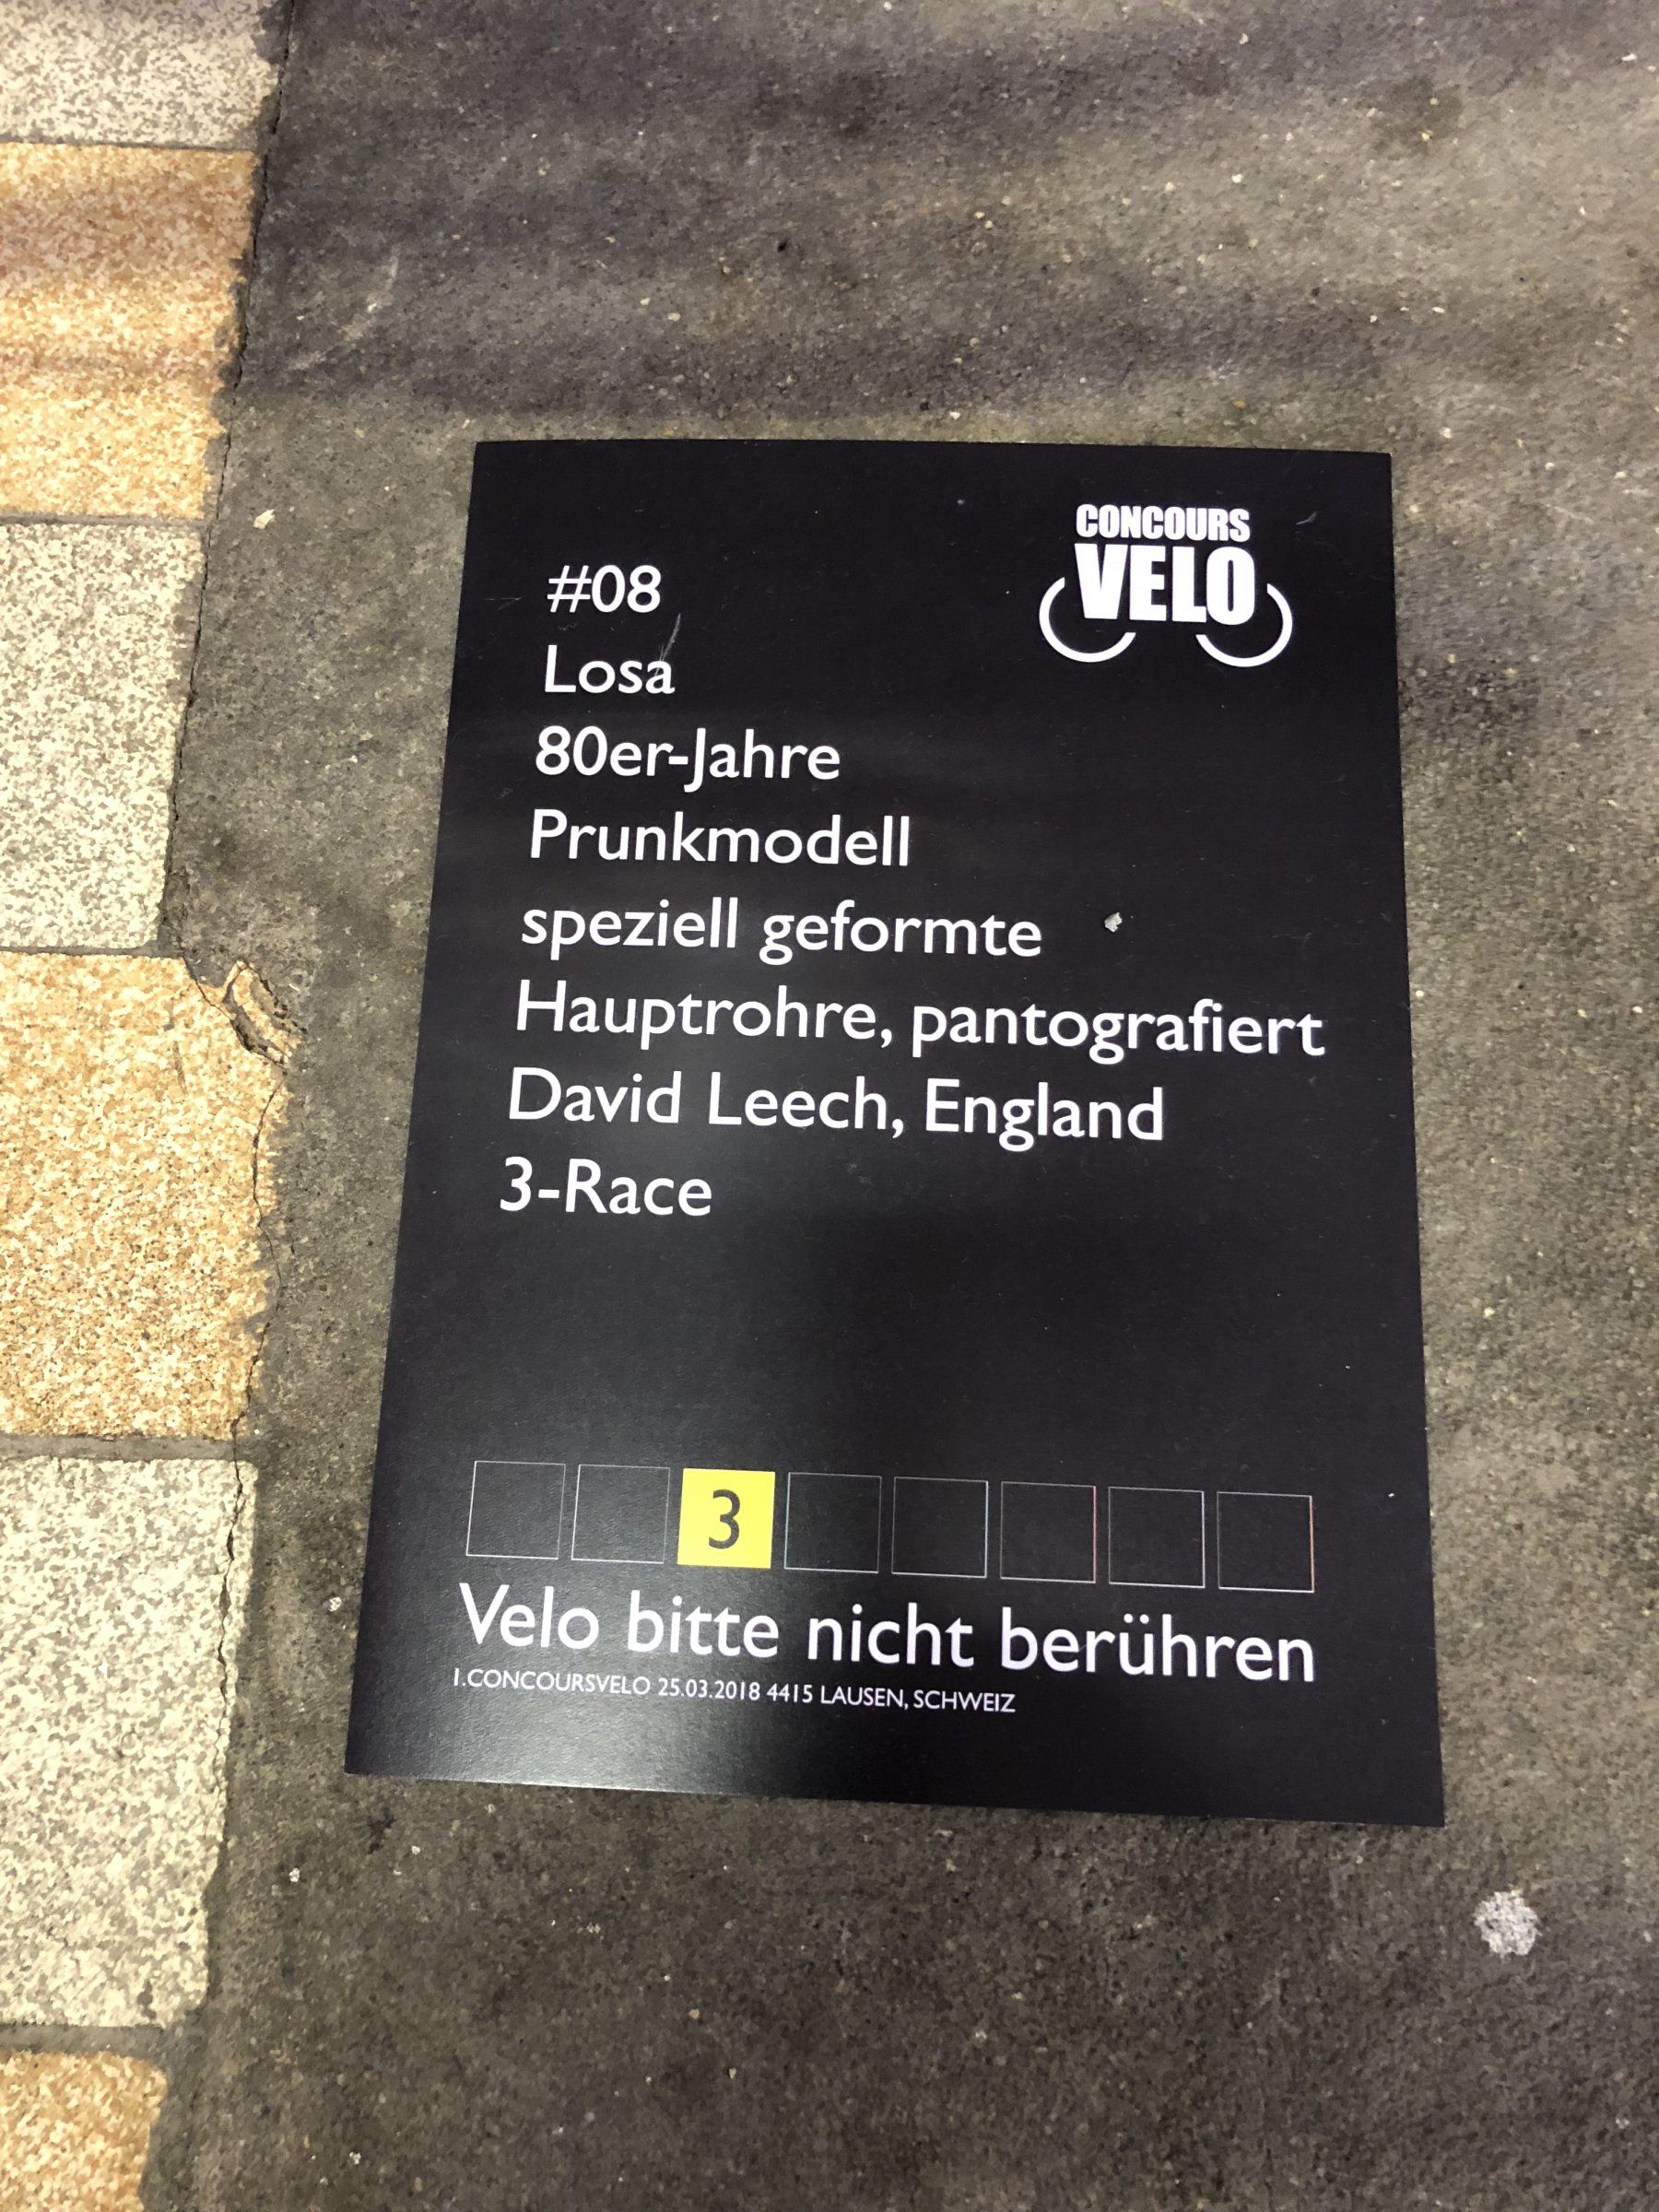 CONCOURS
VELO
#08
Losa
80er-Jahre
Prunkmodell
speziell geformte
Hauptrohre, pantografiert
David Leech, England
3-Race
3
Velo bitte nicht berühren
1.CONCOURSVELO 25.03.2018 4415 LAUSEN, SCHWEIZ